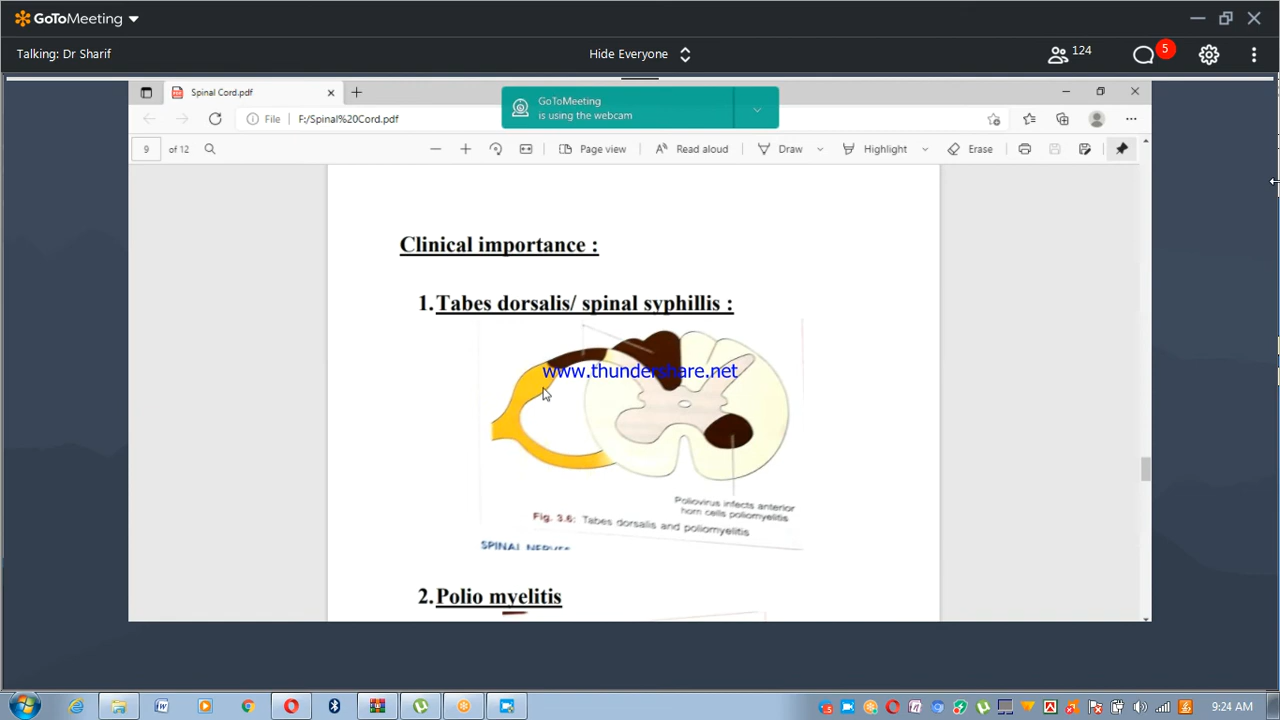 GoToMeeting
Talking: Dr Sharif
Hide Everyone
124
5
Spinal Cord.pdf
GoToMeeting
is using the webcam
File
F:/Spinal%20Cord.pdf
9
of 12
Page view
Read aloud
Draw
Highlight
Erase
Clinical importance :
1. Tabes dorsalis/ spinal syphillis :
www.thundershare.net
Poliovirus infects anterior
horn cells poliomyelitis
Fig. 3.6: Tabes dorsalis and poliomyelitis
SPINAL NERVES
2. Polio myelitis
9:24 AM